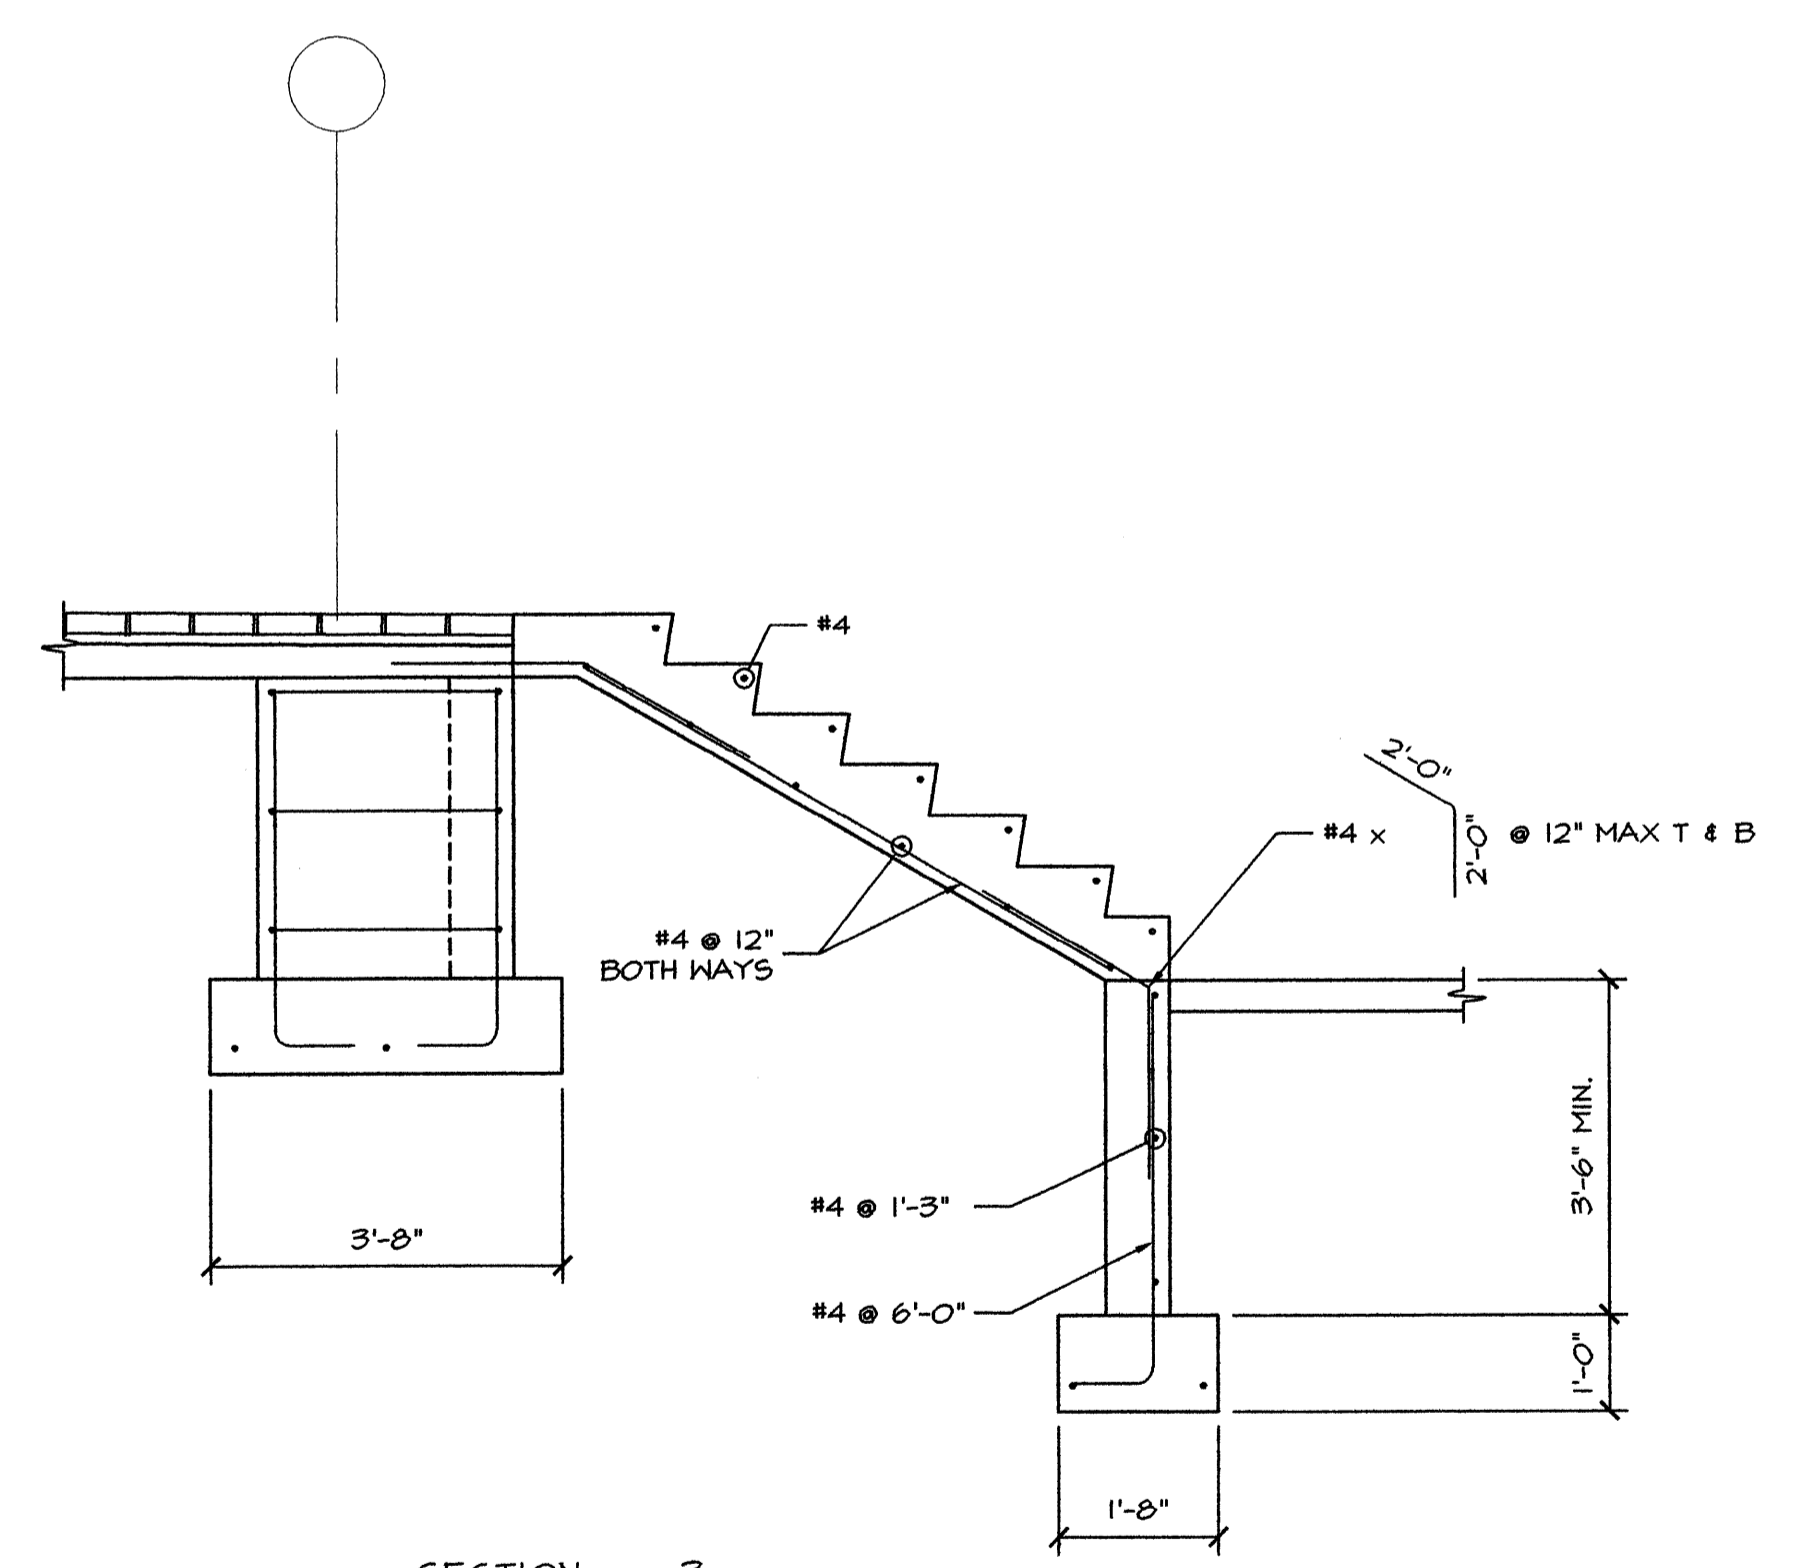 #4
2'-0"
#4 x
2'-0"
@ 12" MAX T & B
#4 @ 12"
BOTH WAYS
3'-6" MIN.
#4 @ 1'-3"
3'-8"
#4 @ 6'-0"
1'-0"
1'-8"
SECTION